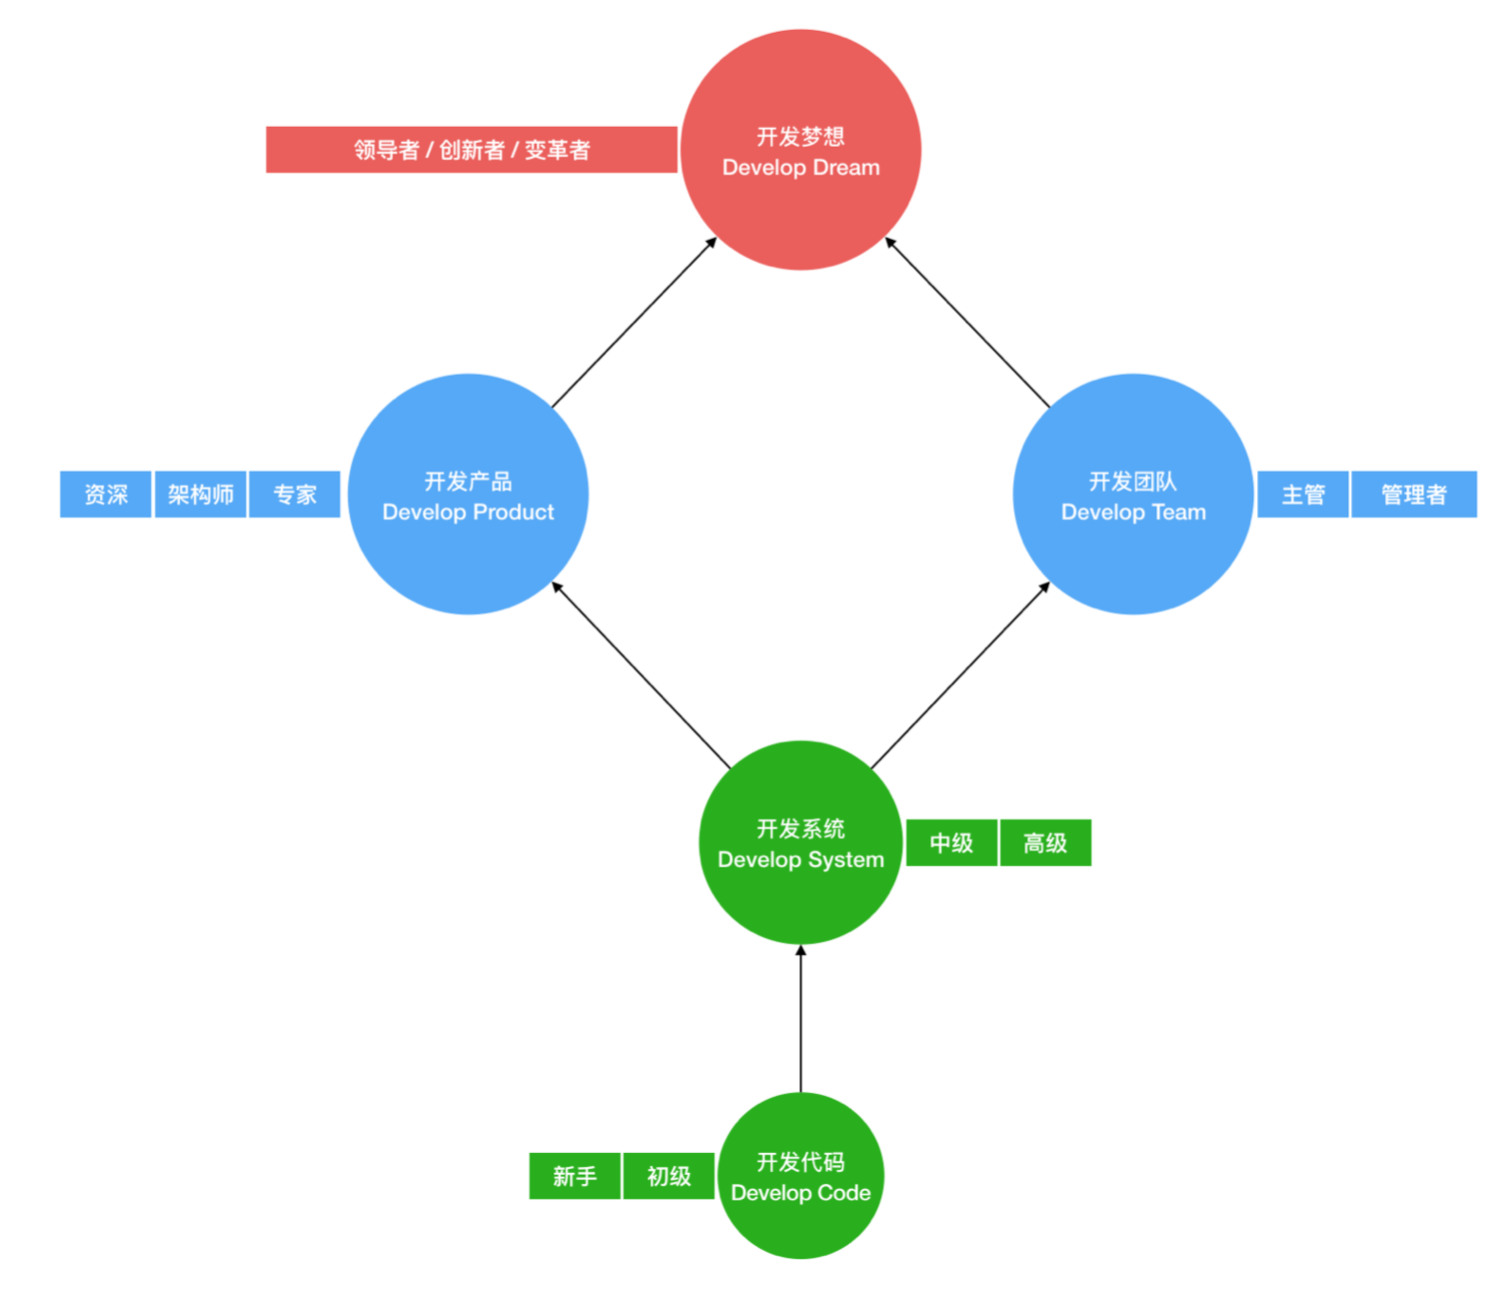 领导者 / 创新者 / 变革者
开发梦想
Develop Dream
资深
架构师
专家
开发产品
Develop Product
开发团队
Develop Team
主管
管理者
开发系统
Develop System
中级
高级
新手
初级
开发代码
Develop Code